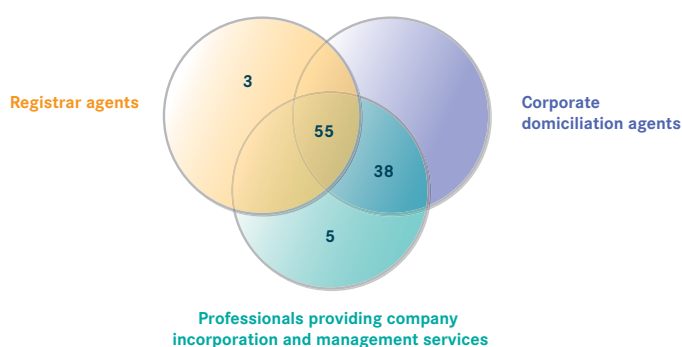 3
Registrar agents
Corporate
domiciliation agents
55
38
5
Professionals providing company
incorporation and management services